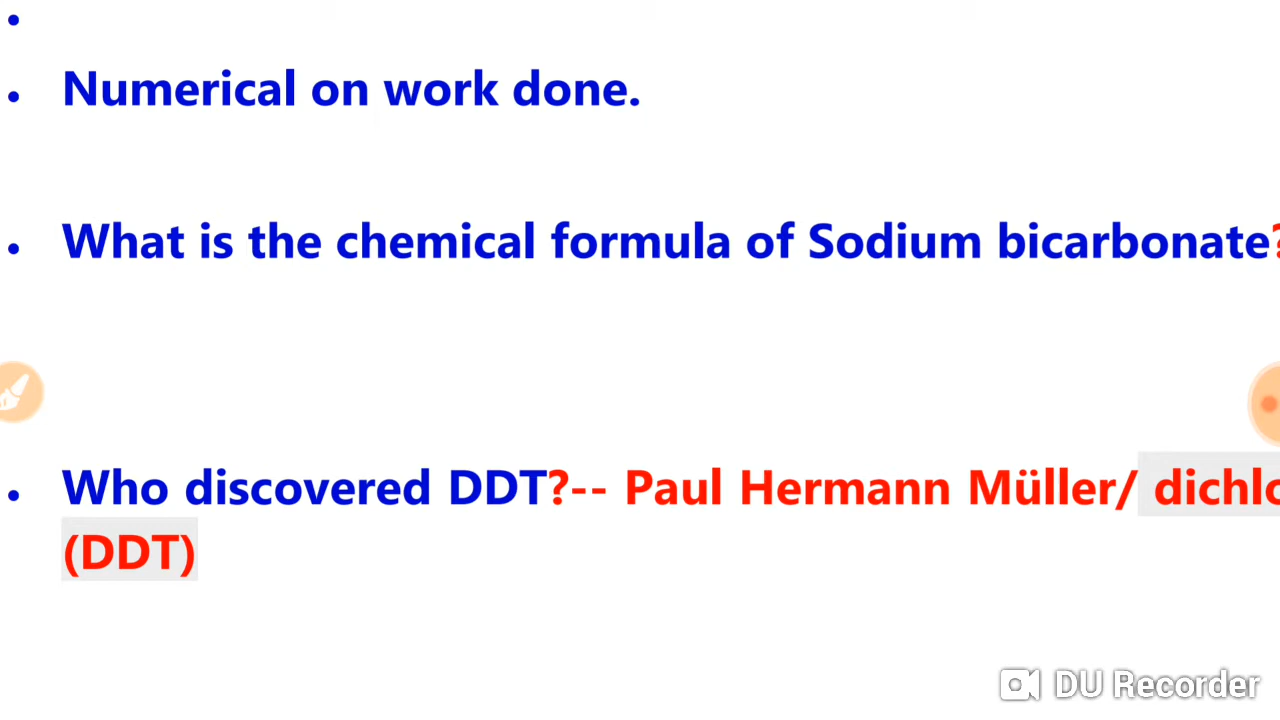 Numerical on work done.
What is the chemical formula of Sodium bicarbonate?
Who discovered DDT?-- Paul Hermann Müller/ dichlo
(DDT)
DU Recorder